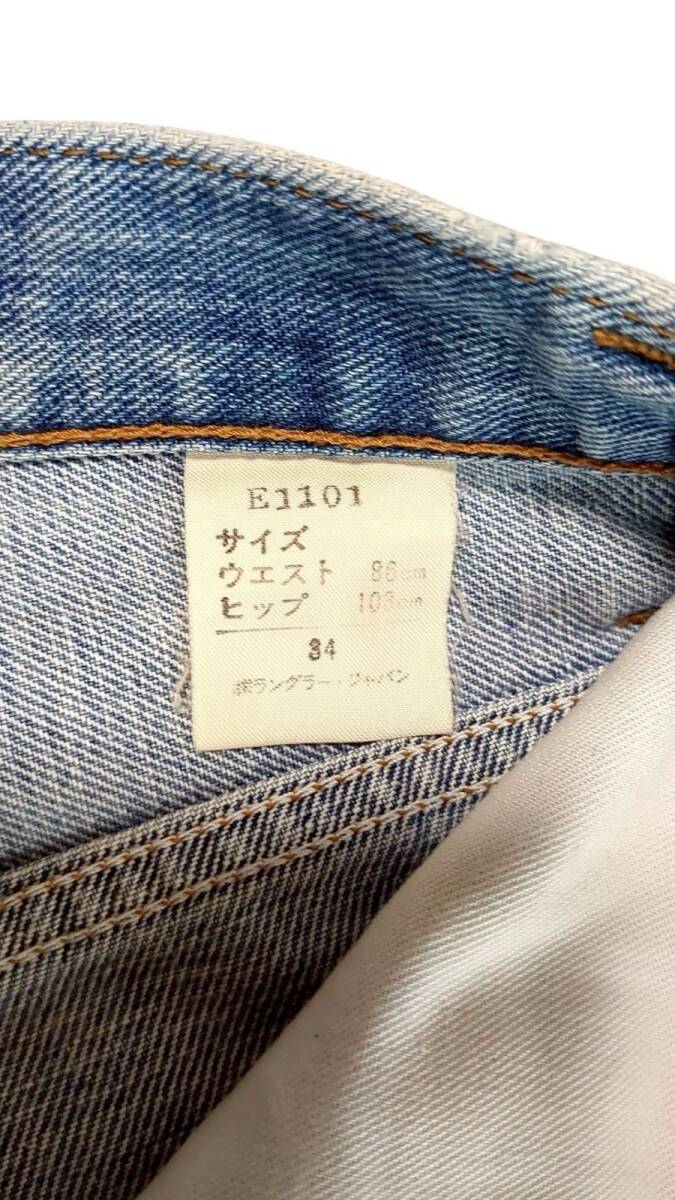 E1101
サイズ
ウエスト 86cm
ヒップ 103cm
34
㈱ラングラー・ジャパン